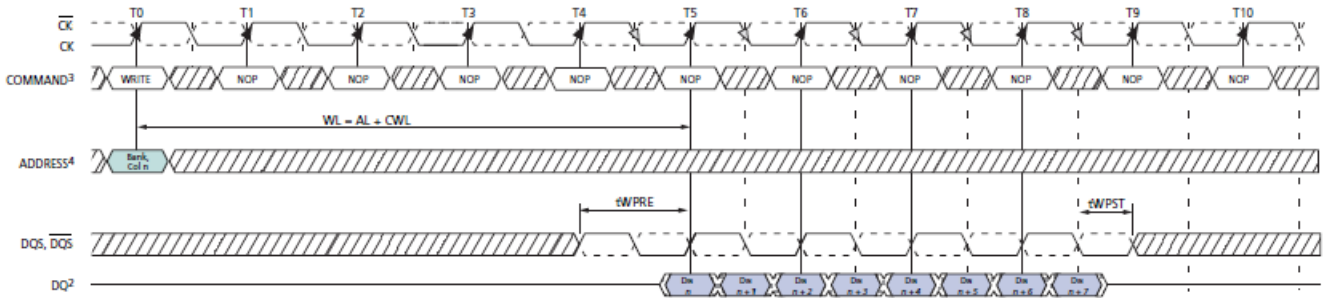 T0 T1 T2 T3 T4 T5 T6 T7 T8 T9 T10
CK
CK
COMMAND3 WRITE NOP NOP NOP NOP NOP NOP NOP NOP NOP NOP
WL = AL + CWL
ADDRESS4 Bank,
Col n
tWPRE tWPST
DQS, DQS
DQ2 Din Din Din Din Din Din Din Din
n n+1 n+2 n+3 n+4 n+5 n+6 n+7